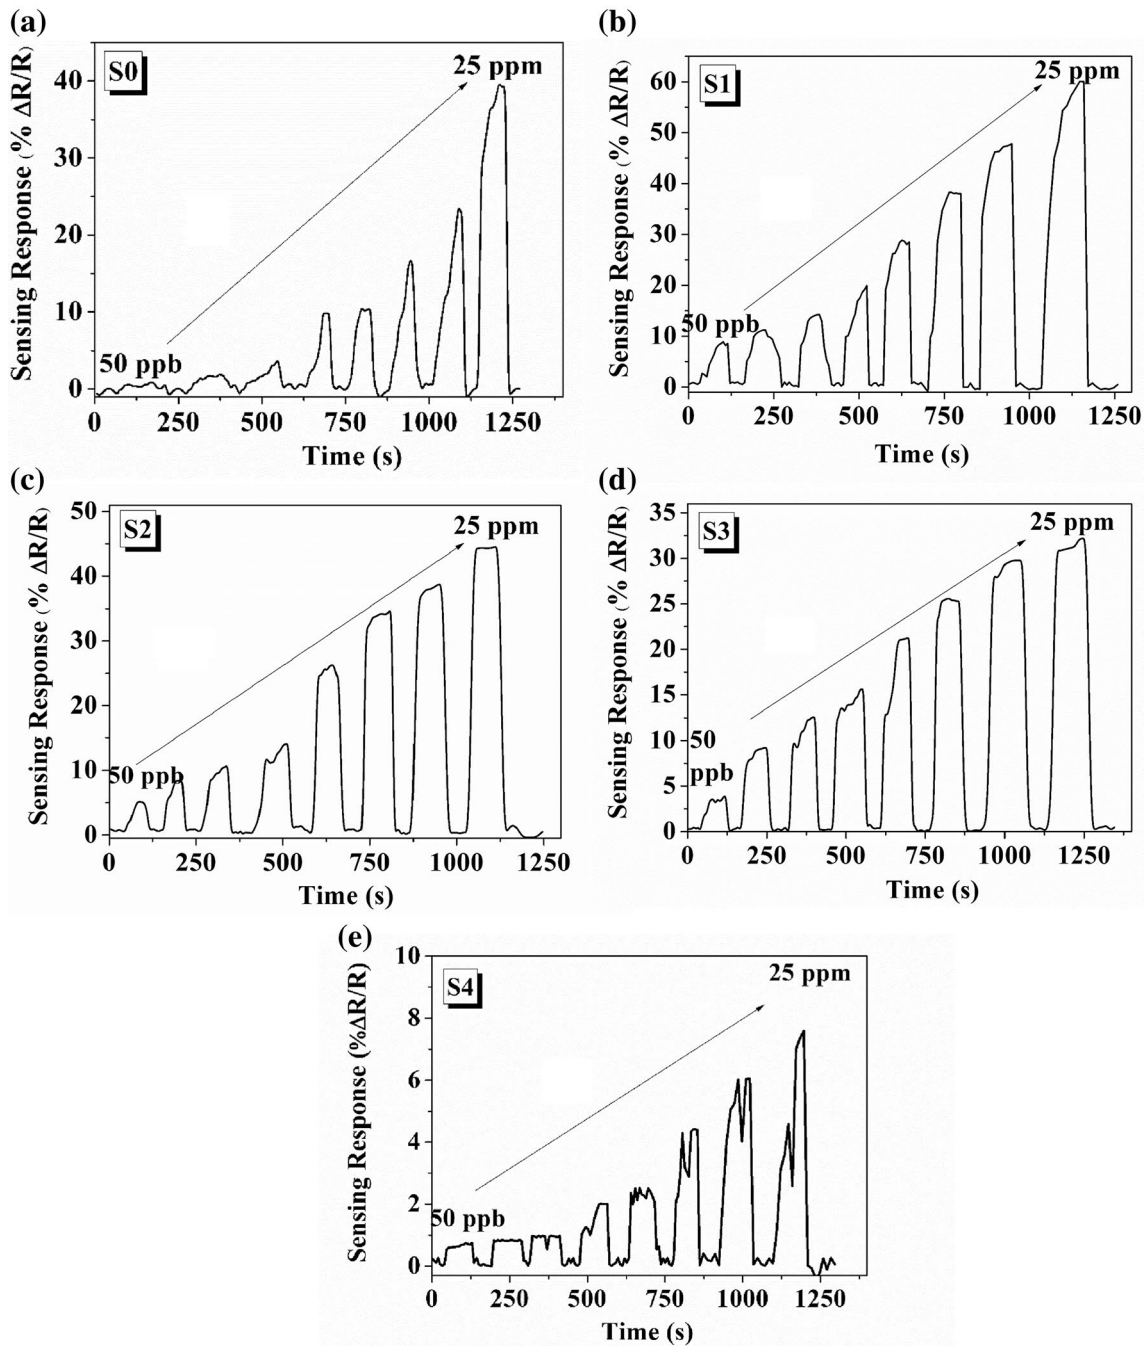 (a)
S0
25 ppm
50 ppb
Sensing Response (% ΔR/R)
40
30
20
10
0
0 250 500 750 1000 1250
Time (s)
(b)
S1
25 ppm
50 ppb
Sensing Response (% ΔR/R)
60
50
40
30
20
10
0
0 250 500 750 1000 1250
Time (s)
(c)
S2
25 ppm
50 ppb
Sensing Response (% ΔR/R)
50
40
30
20
10
0
0 250 500 750 1000 1250
Time (s)
(d)
S3
25 ppm
50
ppb
Sensing Response (% ΔR/R)
35
30
25
20
15
10
5
0
0 250 500 750 1000 1250
Time (s)
(e)
S4
25 ppm
50 ppb
Sensing Response (%ΔR/R)
10
8
6
4
2
0
0 250 500 750 1000 1250
Time (s)